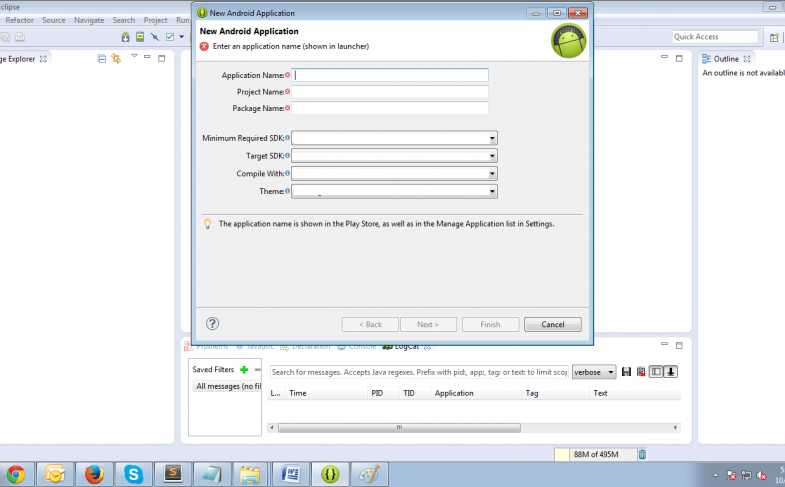 clipse
New Android Application
Refactor Source Navigate Search Project Run
Quick Access
New Android Application
Enter an application name (shown in launcher)
ge Explorer
Outline
An outline is not available
Application Name:
Project Name:
Package Name:
Minimum Required SDK:
Target SDK:
Compile With:
Theme:
The application name is shown in the Play Store, as well as in the Manage Application list in Settings.
< Back
Next >
Finish
Cancel
Problems Javadoc Declaration Console LogCat
Saved Filters
All messages (no fil
Search for messages. Accepts Java regexes. Prefix with pid:, app:, tag: or text: to limit scop
verbose
L... Time PID TID Application Tag Text
88M of 495M